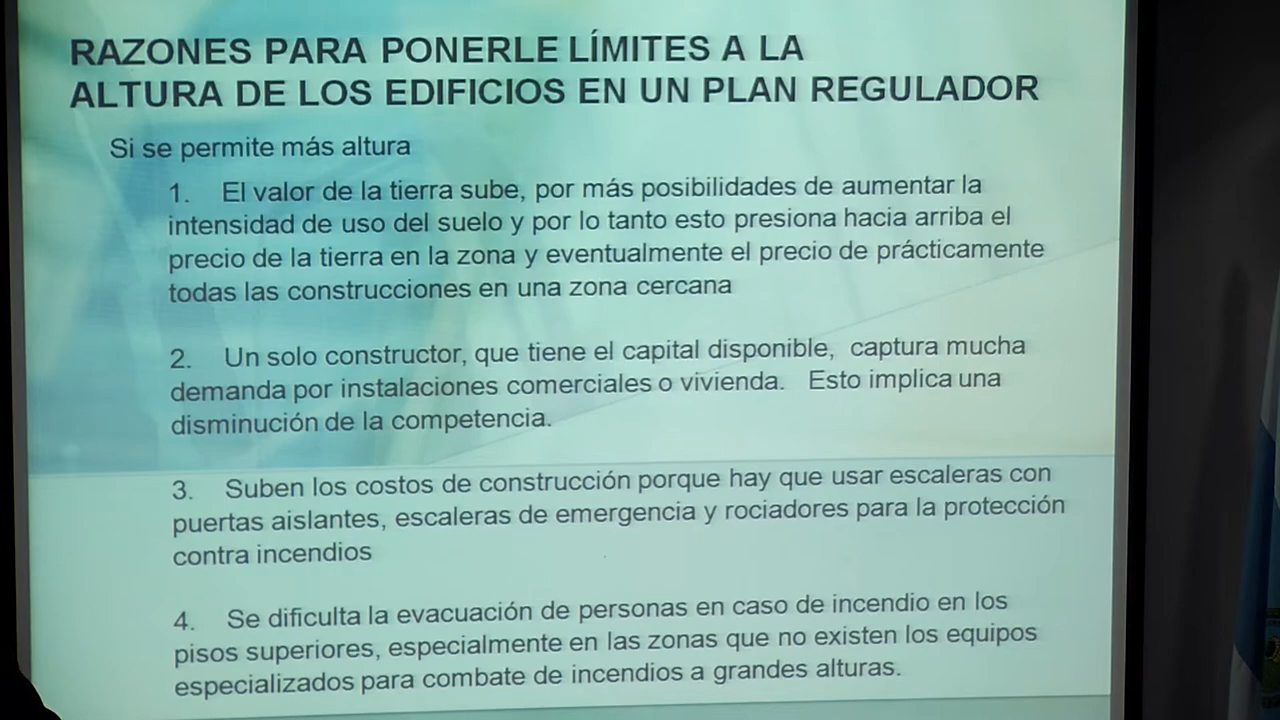 RAZONES PARA PONERLE LÍMITES A LA
ALTURA DE LOS EDIFICIOS EN UN PLAN REGULADOR
Si se permite más altura
1. El valor de la tierra sube, por más posibilidades de aumentar la
intensidad de uso del suelo y por lo tanto esto presiona hacia arriba el
precio de la tierra en la zona y eventualmente el precio de prácticamente
todas las construcciones en una zona cercana
2. Un solo constructor, que tiene el capital disponible, captura mucha
demanda por instalaciones comerciales o vivienda. Esto implica una
disminución de la competencia.
3. Suben los costos de construcción porque hay que usar escaleras con
puertas aislantes, escaleras de emergencia y rociadores para la protección
contra incendios
4. Se dificulta la evacuación de personas en caso de incendio en los
pisos superiores, especialmente en las zonas que no existen los equipos
especializados para combate de incendios a grandes alturas.